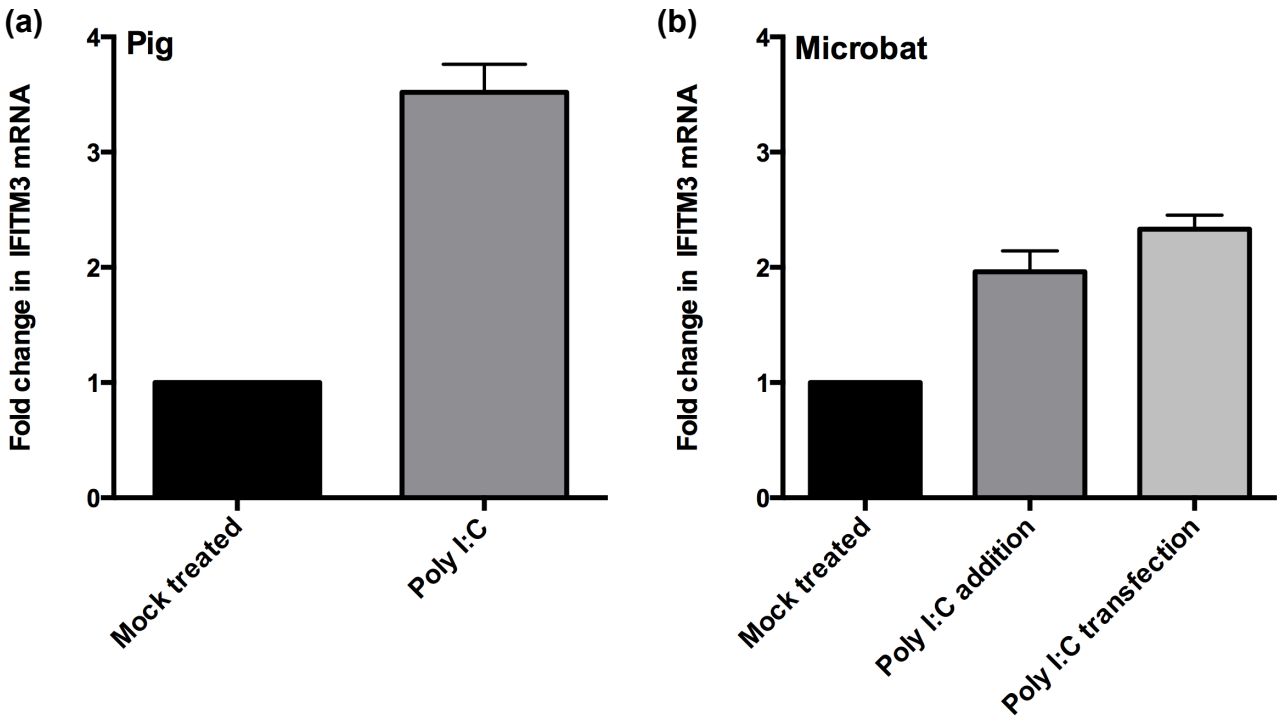 (a)
Pig
Fold change in IFITM3 mRNA
4
3
2
1
0
Mock treated
Poly I:C
(b)
Microbat
Fold change in IFITM3 mRNA
4
3
2
1
0
Mock treated
Poly I:C addition
Poly I:C transfection